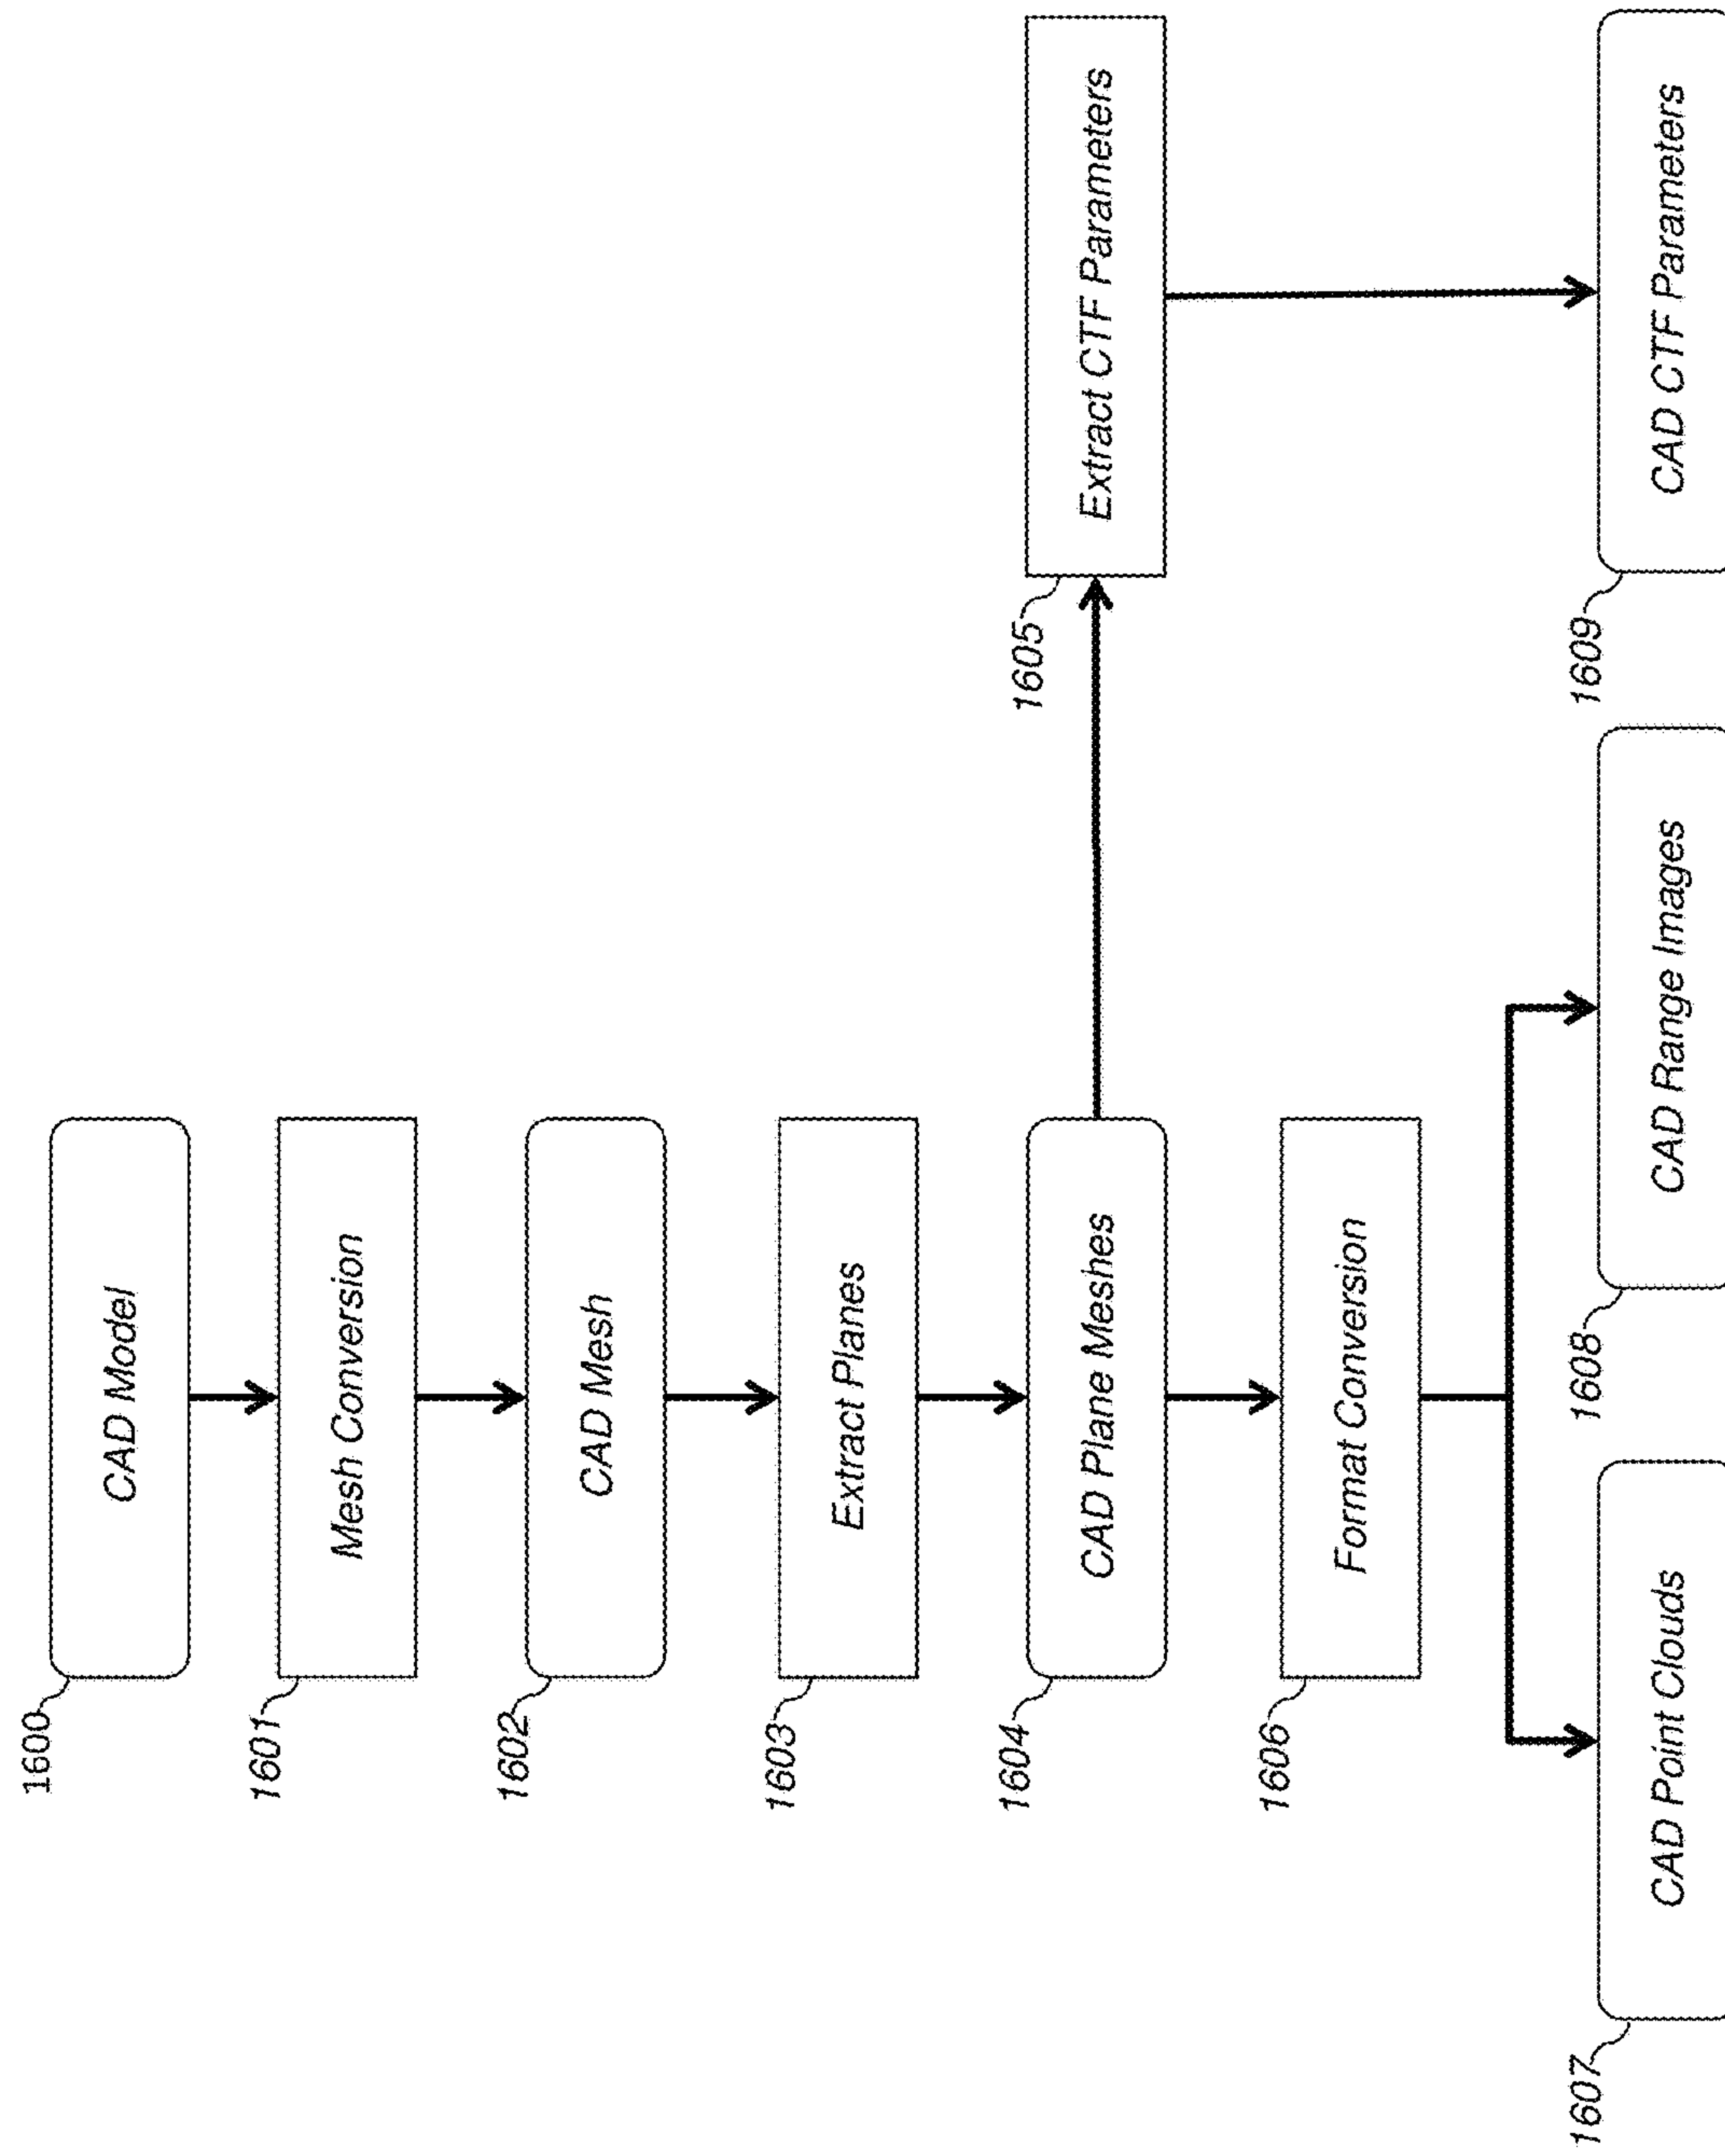 1600
CAD Model
1601
Mesh Conversion
1602
CAD Mesh
1603
Extract Planes
1604
CAD Plane Meshes
1605
Extract CTF Parameters
1606
Format Conversion
1607
CAD Point Clouds
1608
CAD Range Images
1609
CAD CTF Parameters